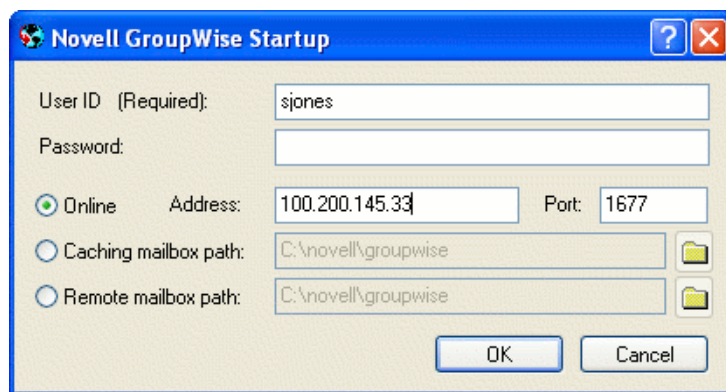 Novell GroupWise Startup
User ID (Required): sjones
Password:
Online Address: 100.200.145.33 Port: 1677
Caching mailbox path: C:\novell\groupwise
Remote mailbox path: C:\novell\groupwise
OK Cancel